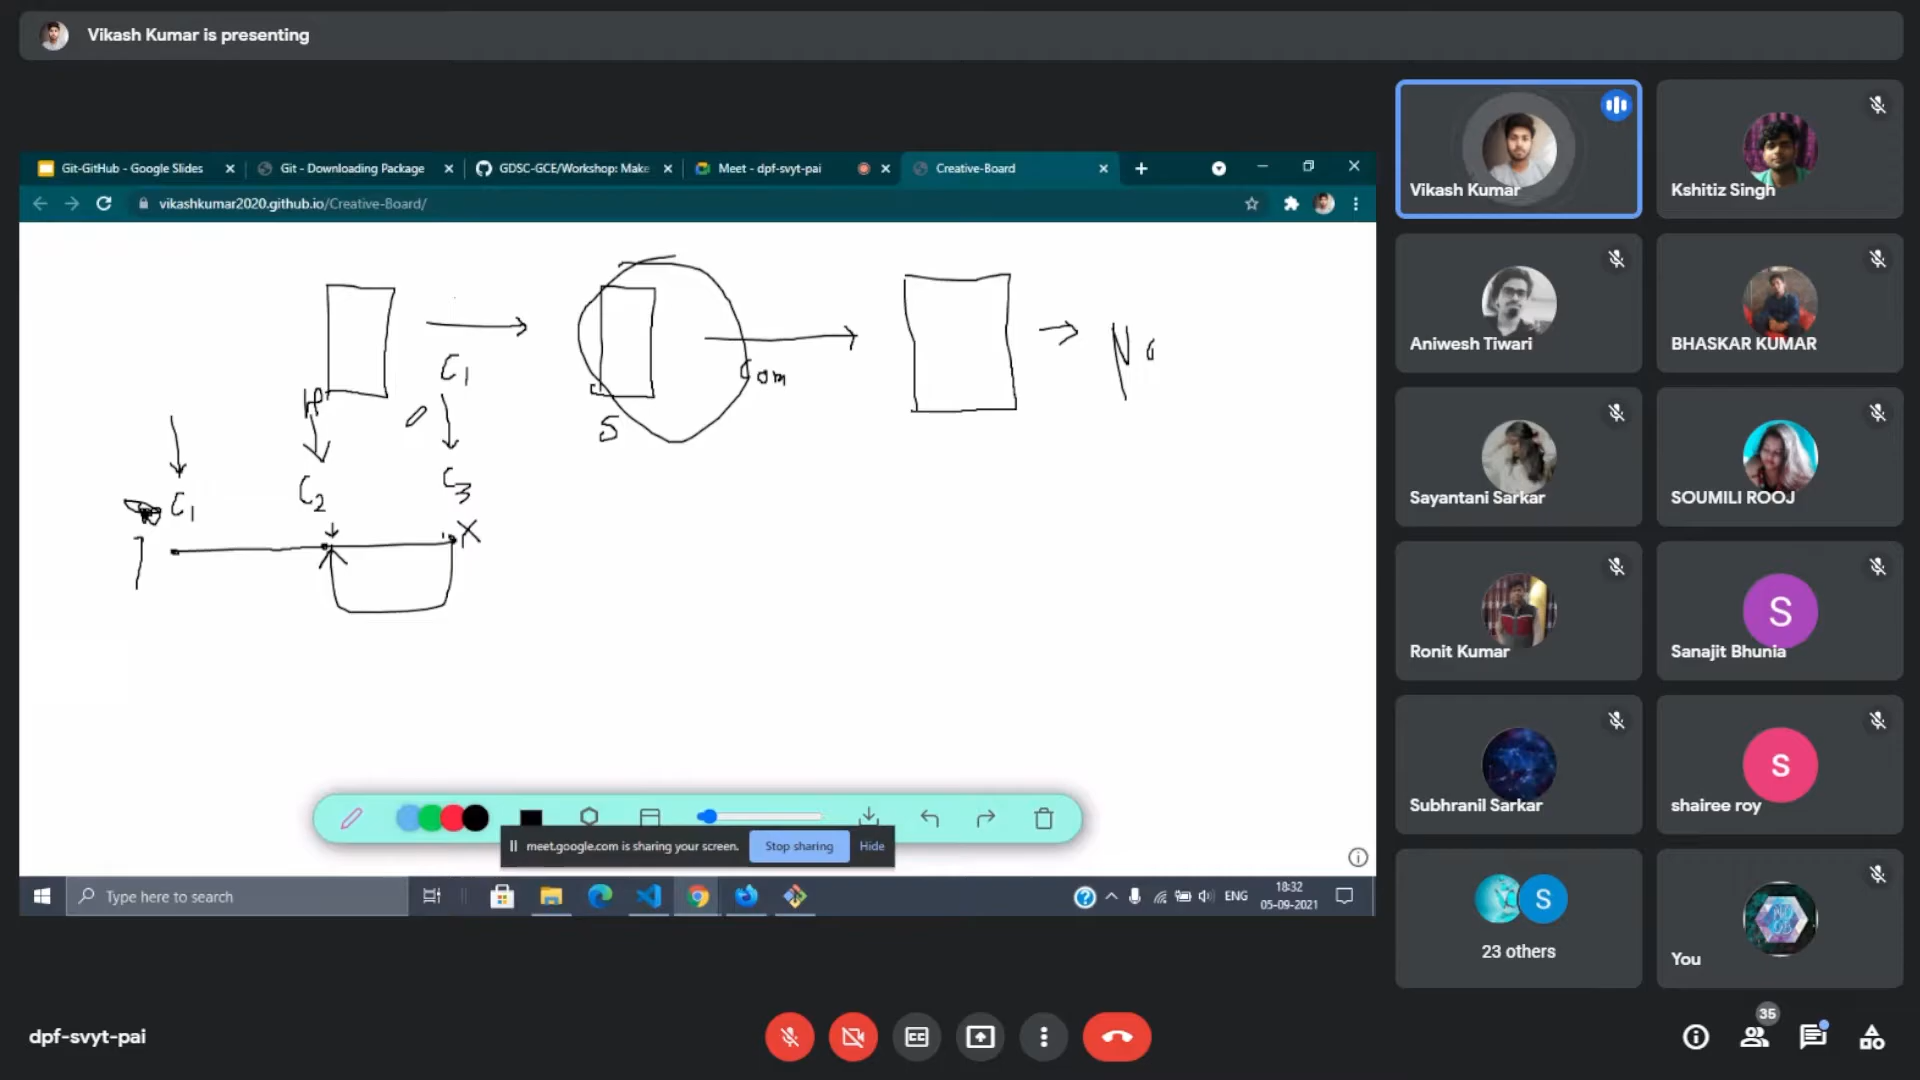 Vikash Kumar is presenting
Git-GitHub - Google Slides
Git - Downloading Package
GDSC-GCE/Workshop: Make
Meet - dpf-svyt-pai
Creative-Board
vikashkumar2020.github.io/Creative-Board/
C1
Com
S
C1
C2
C3
X
meet.google.com is sharing your screen.
Stop sharing
Hide
Type here to search
ENG
18:32
05-09-2021
Vikash Kumar
Kshitiz Singh
Aniwesh Tiwari
BHASKAR KUMAR
Sayantani Sarkar
SOUMILI ROOJ
Ronit Kumar
S
Sanajit Bhunia
Subhranil Sarkar
S
shairee roy
S
23 others
You
dpf-svyt-pai
35